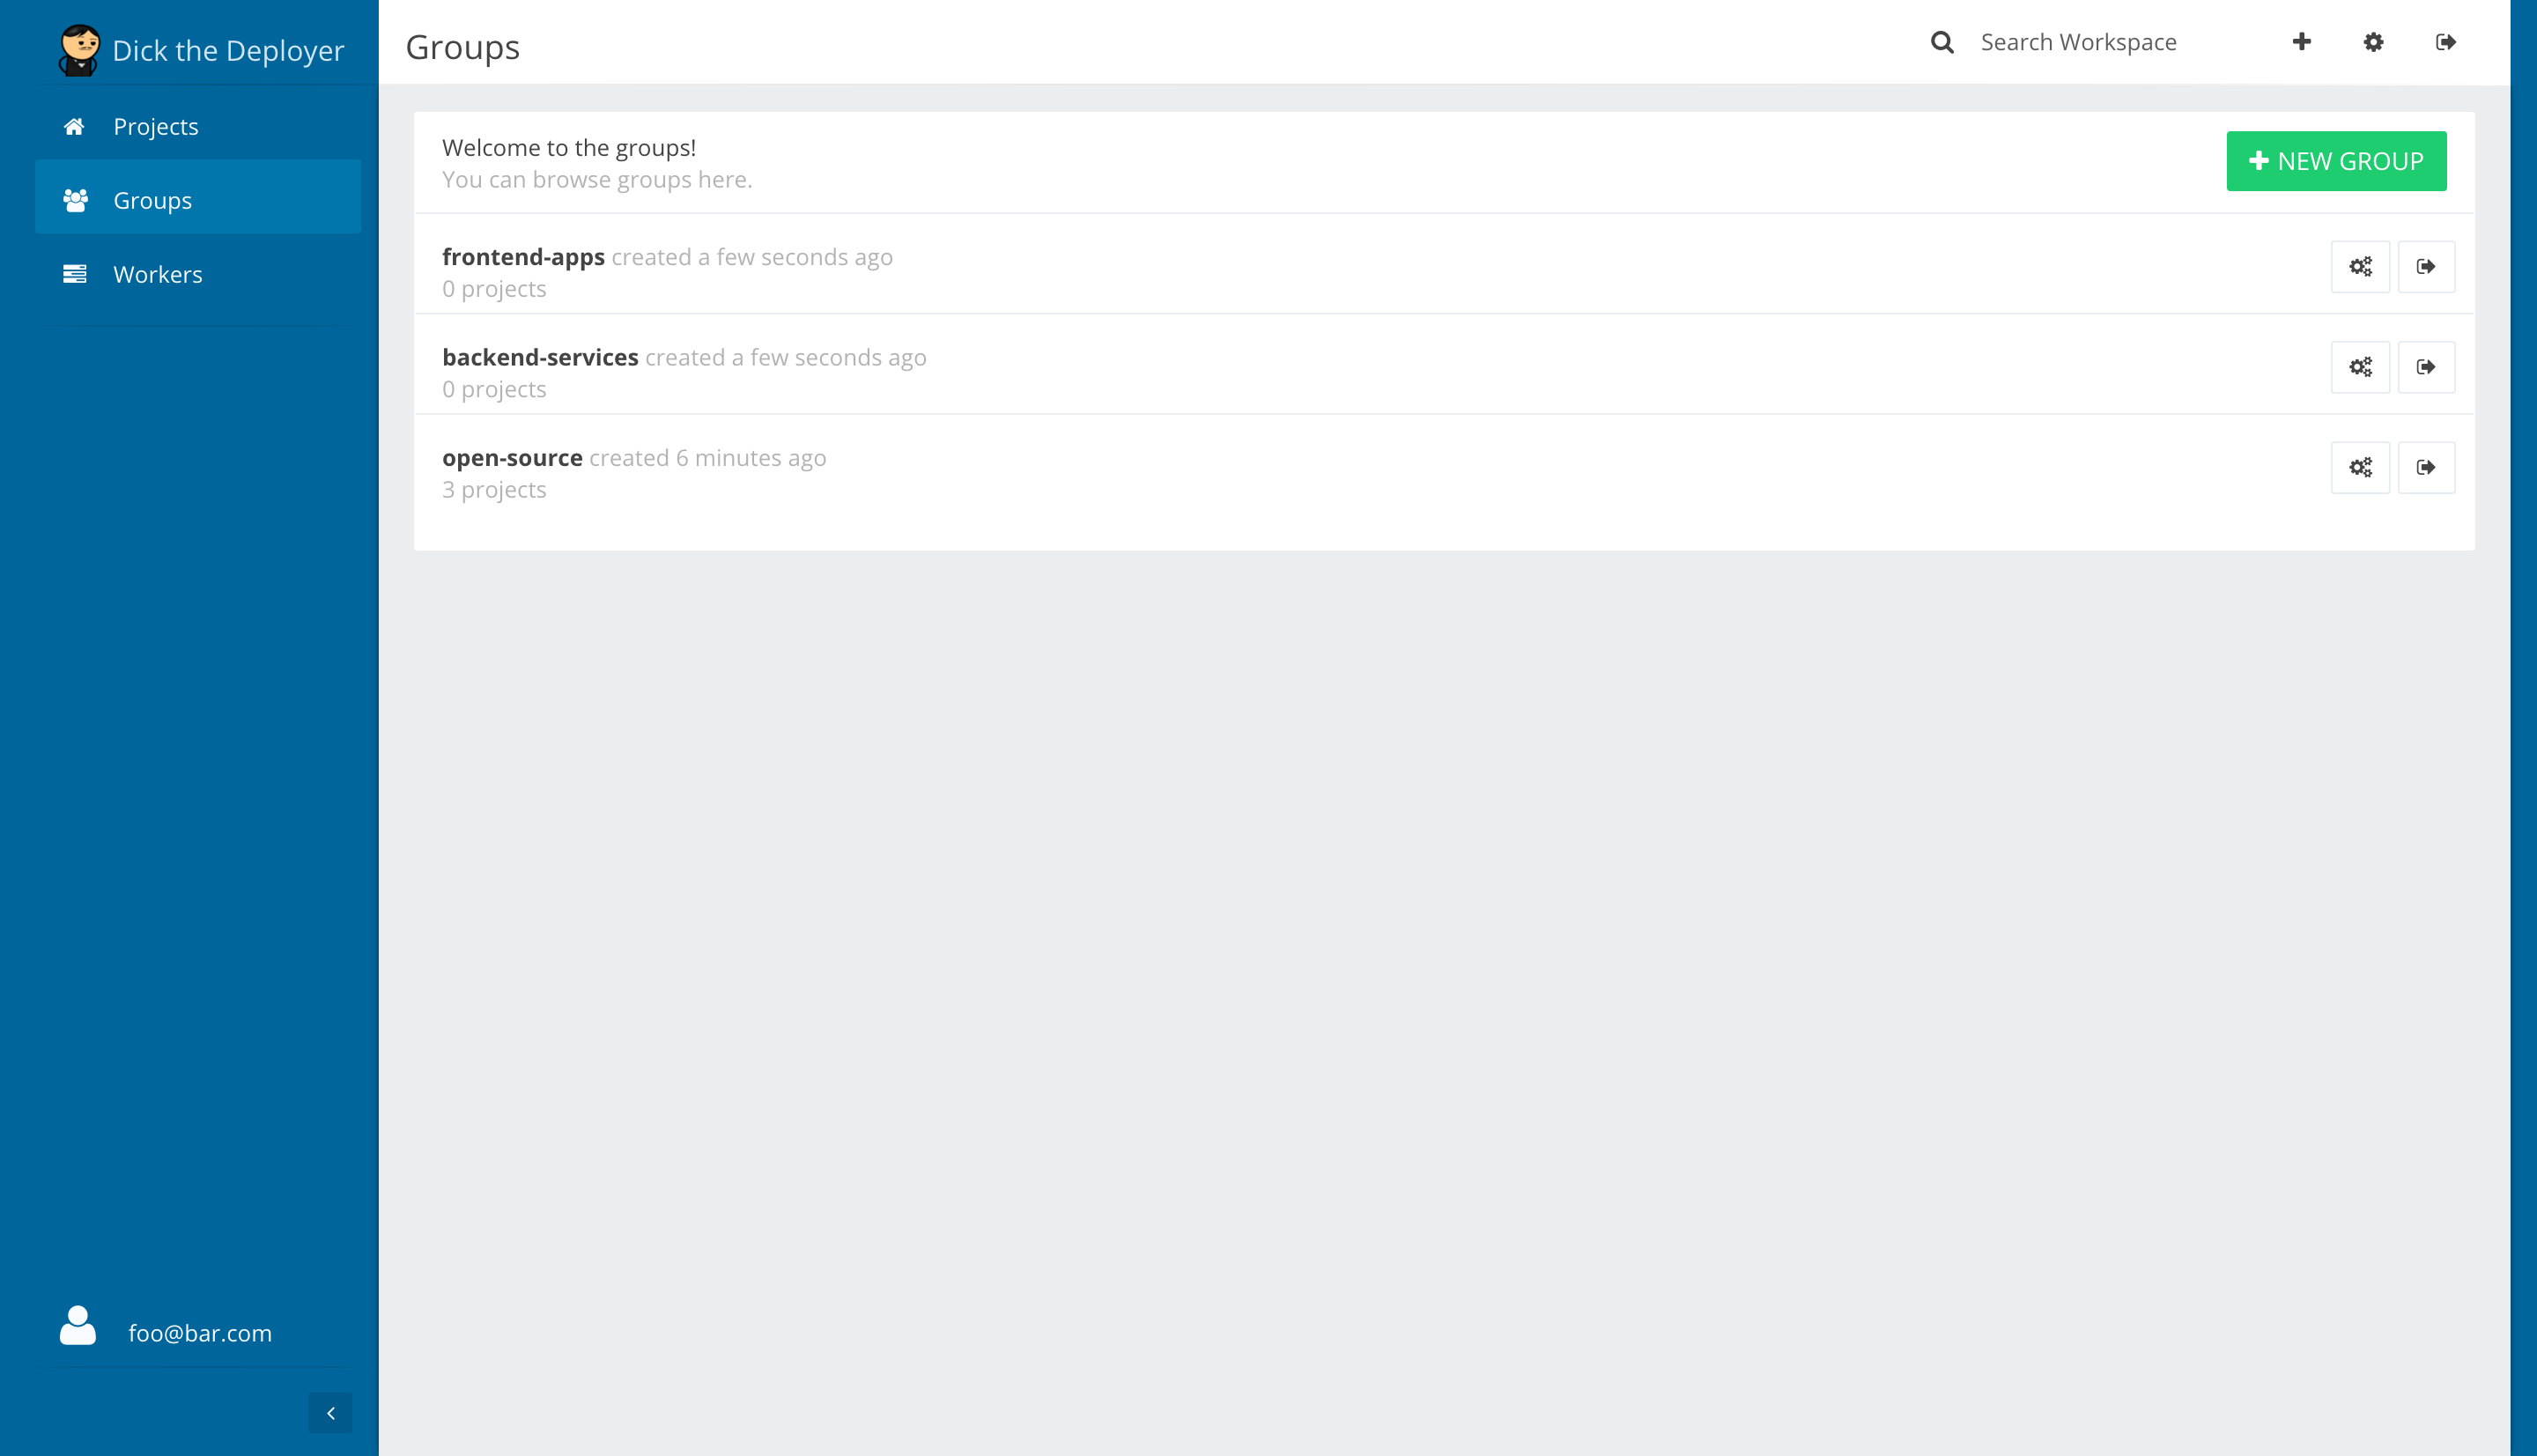 Dick the Deployer
Projects
Groups
Workers
foo@bar.com
Groups
Search Workspace
Welcome to the groups!
You can browse groups here.
NEW GROUP
frontend-apps created a few seconds ago
0 projects
backend-services created a few seconds ago
0 projects
open-source created 6 minutes ago
3 projects